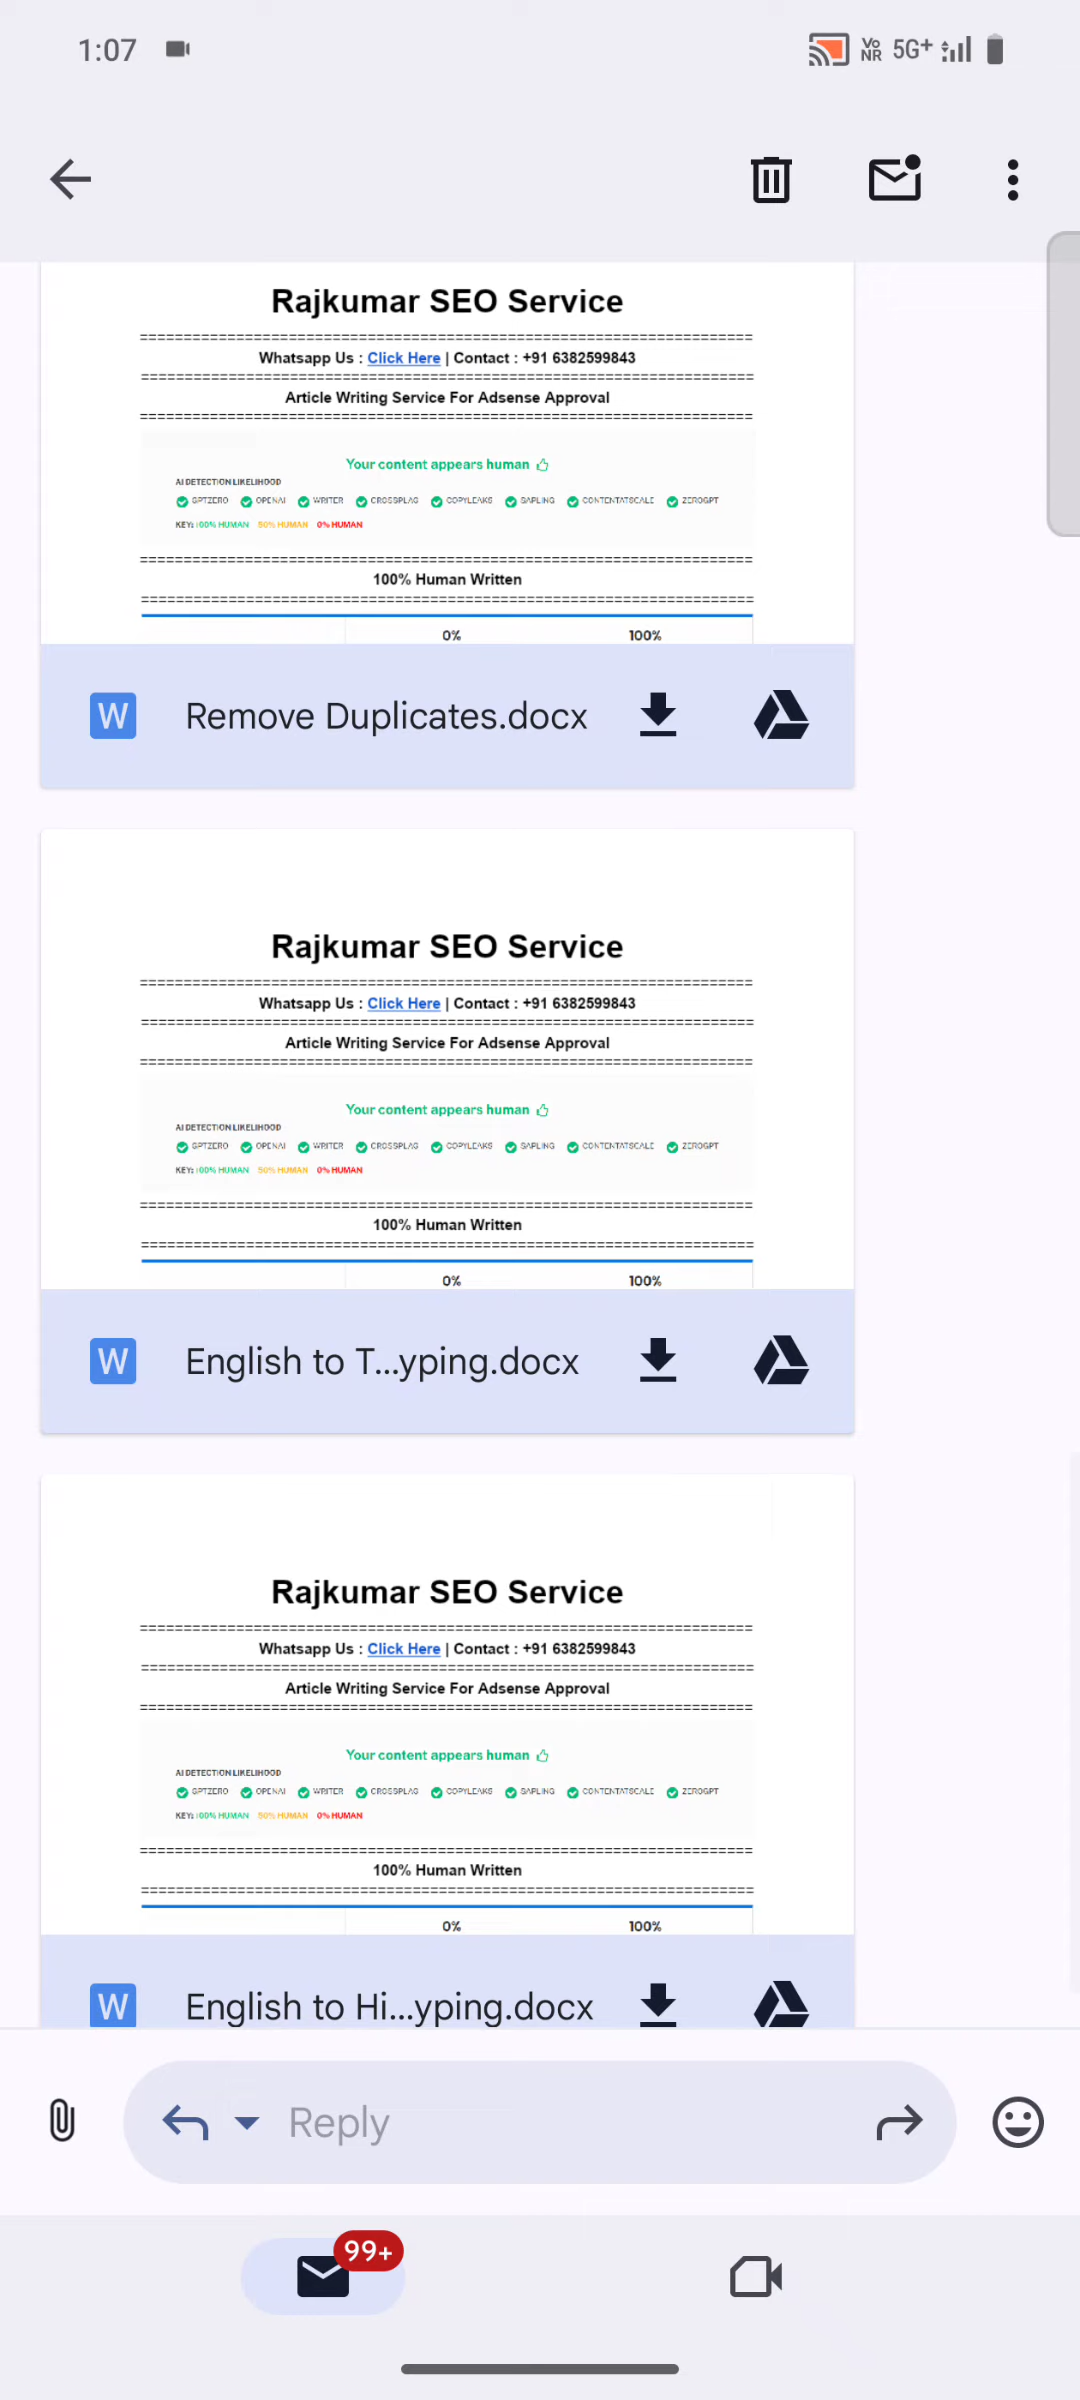 1:07
Vo
NR
5G+
Rajkumar SEO Service
======================================================================
Whatsapp Us : Click Here | Contact : +91 6382599843
======================================================================
Article Writing Service For Adsense Approval
======================================================================
Your content appears human
AI DETECTION LIKELIHOOD
GPTZERO OPENAI WRITER CROSSPLAG COPYLEAKS SAPLING CONTENTATSCALE ZEROGPT
KEY: 100% HUMAN 50% HUMAN 0% HUMAN
======================================================================
100% Human Written
======================================================================
0% 100%
W Remove Duplicates.docx
Rajkumar SEO Service
======================================================================
Whatsapp Us : Click Here | Contact : +91 6382599843
======================================================================
Article Writing Service For Adsense Approval
======================================================================
Your content appears human
AI DETECTION LIKELIHOOD
GPTZERO OPENAI WRITER CROSSPLAG COPYLEAKS SAPLING CONTENTATSCALE ZEROGPT
KEY: 100% HUMAN 50% HUMAN 0% HUMAN
======================================================================
100% Human Written
======================================================================
0% 100%
W English to T...yping.docx
Rajkumar SEO Service
======================================================================
Whatsapp Us : Click Here | Contact : +91 6382599843
======================================================================
Article Writing Service For Adsense Approval
======================================================================
Your content appears human
AI DETECTION LIKELIHOOD
GPTZERO OPENAI WRITER CROSSPLAG COPYLEAKS SAPLING CONTENTATSCALE ZEROGPT
KEY: 100% HUMAN 50% HUMAN 0% HUMAN
======================================================================
100% Human Written
======================================================================
0% 100%
W English to Hi...yping.docx
Reply
99+